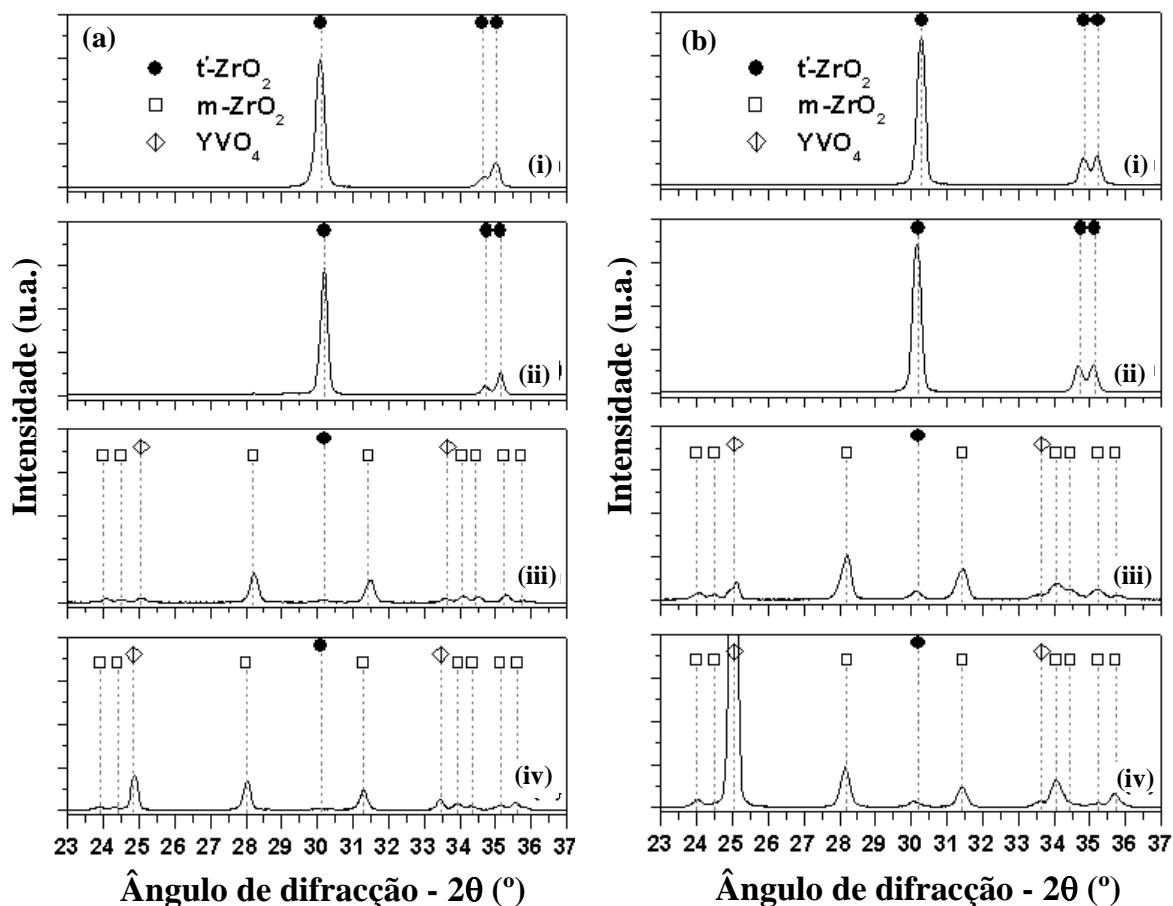 (a)
t'-ZrO2
m-ZrO2
YVO4
(i)
(ii)
(iii)
(iv)
23 24 25 26 27 28 29 30 31 32 33 34 35 36 37
Intensidade (u.a.)
Ângulo de difracção - 2θ (º)
(b)
t'-ZrO2
m-ZrO2
YVO4
(i)
(ii)
(iii)
(iv)
23 24 25 26 27 28 29 30 31 32 33 34 35 36 37
Intensidade (u.a.)
Ângulo de difracção - 2θ (º)